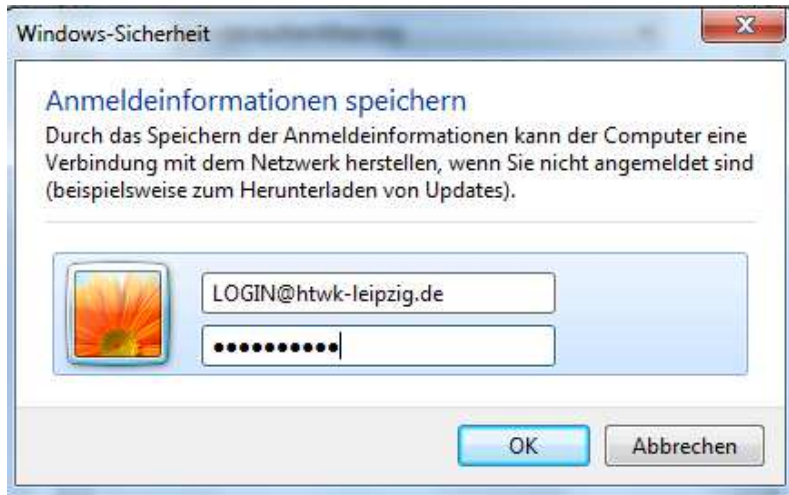 Windows-Sicherheit
Anmeldeinformationen speichern
Durch das Speichern der Anmeldeinformationen kann der Computer eine
Verbindung mit dem Netzwerk herstellen, wenn Sie nicht angemeldet sind
(beispielsweise zum Herunterladen von Updates).
LOGIN@htwk-leipzig.de
●●●●●●●●●●
OK
Abbrechen